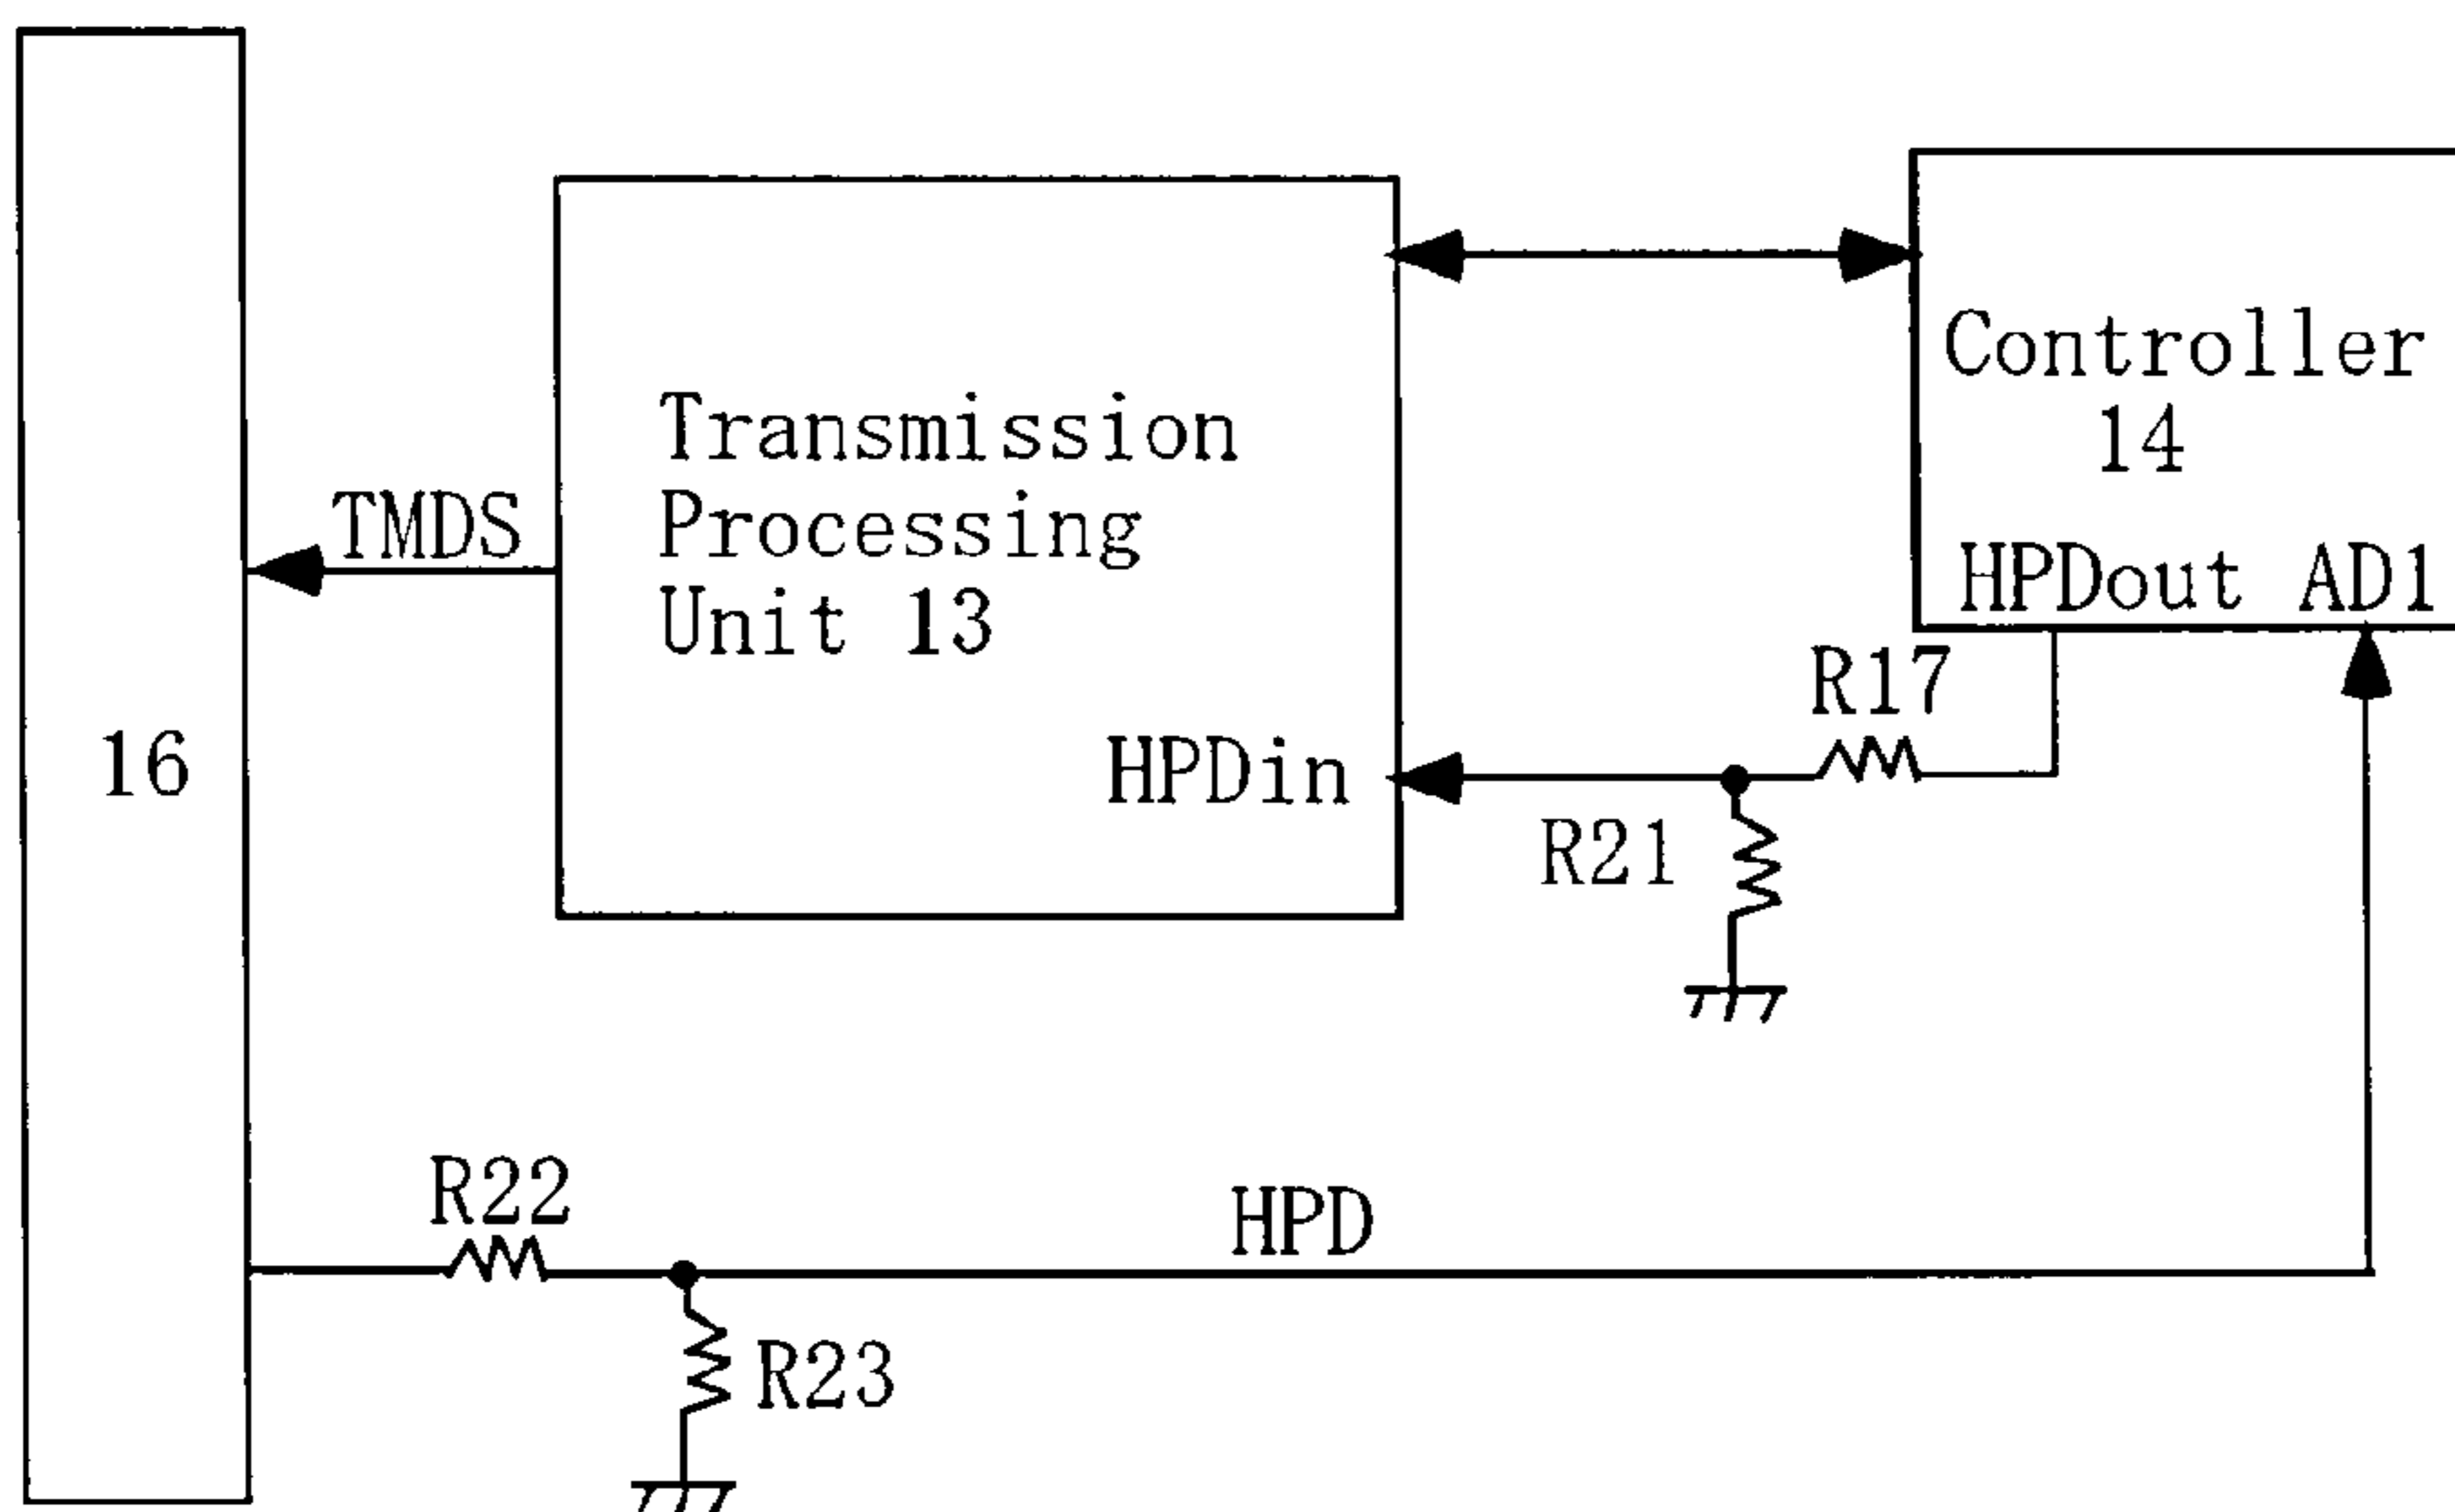 Controller
14
Transmission
Processing
Unit 13
TMDS
HPDout AD1
R17
16
HPDin
R21
R22
HPD
R23